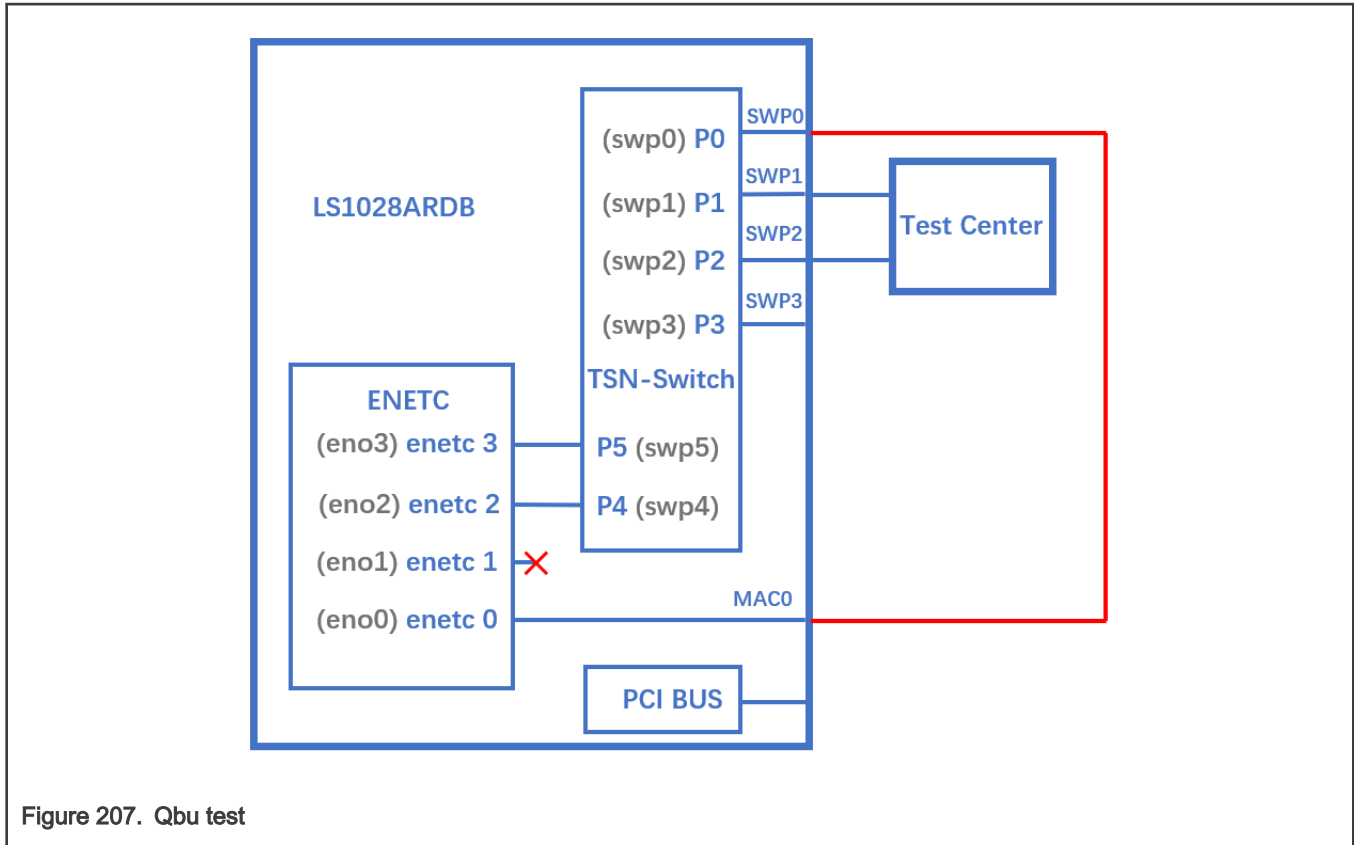 LS1028ARDB
(swp0) P0
(swp1) P1
(swp2) P2
(swp3) P3
TSN-Switch
P5 (swp5)
P4 (swp4)
SWP0
SWP1
SWP2
SWP3
Test Center
ENETC
(eno3) enetc 3
(eno2) enetc 2
(eno1) enetc 1
(eno0) enetc 0
MAC0
PCI BUS
Figure 207. Qbu test